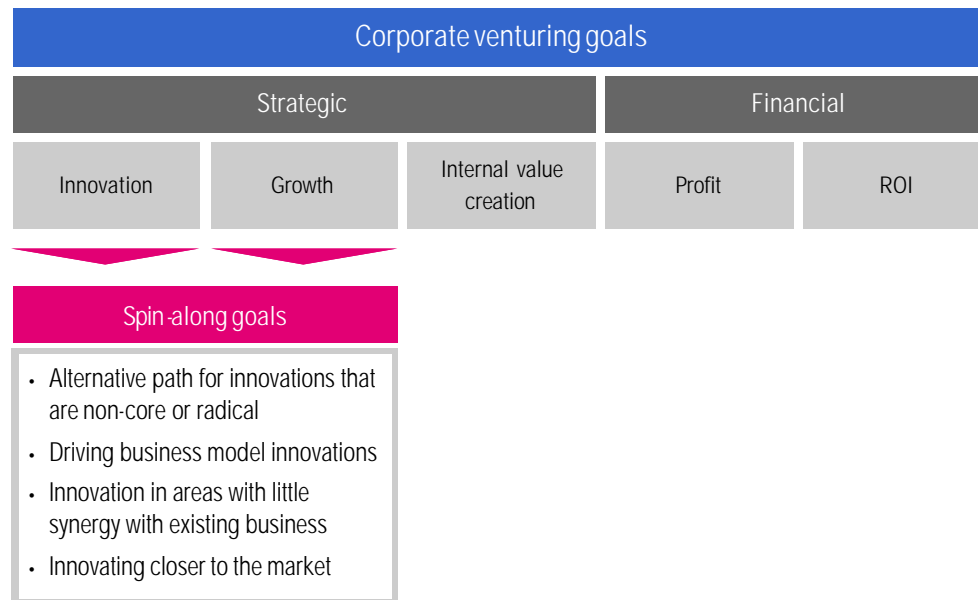 Corporate venturing goals
Strategic
Financial
Innovation
Growth
Internal value
creation
Profit
ROI
Spin-along goals
• Alternative path for innovations that
are non-core or radical
• Driving business model innovations
• Innovation in areas with little
synergy with existing business
• Innovating closer to the market